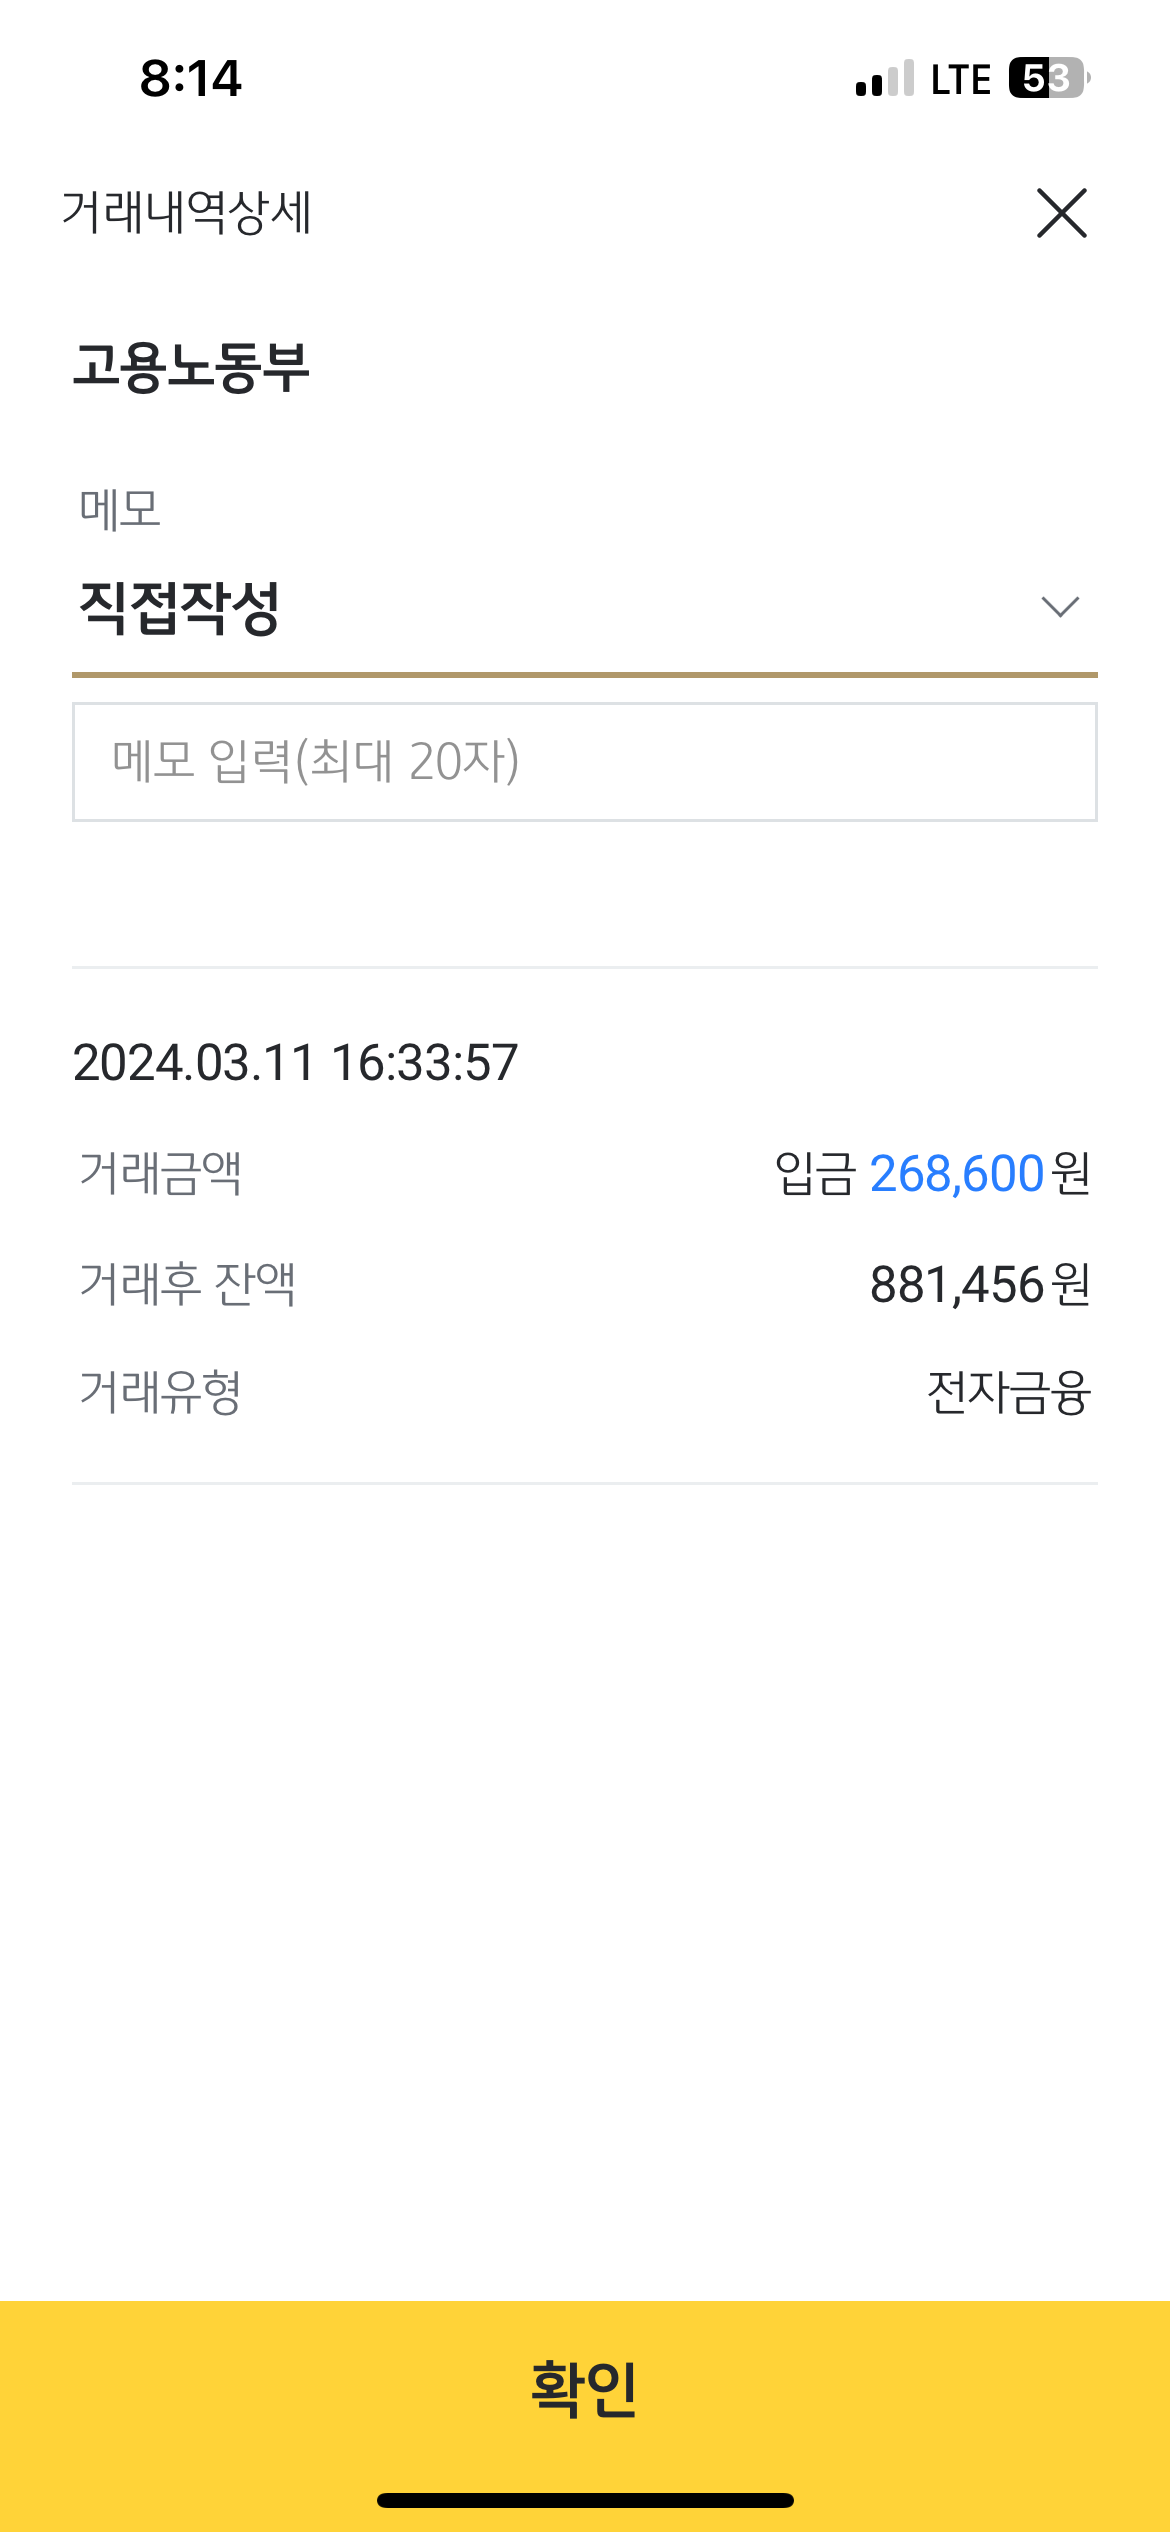 8:14 LTE 53
거래내역상세
고용노동부
메모
직접작성
메모 입력(최대 20자)
2024.03.11 16:33:57
거래금액 입금 268,600원
거래후 잔액 881,456원
거래유형 전자금융
확인